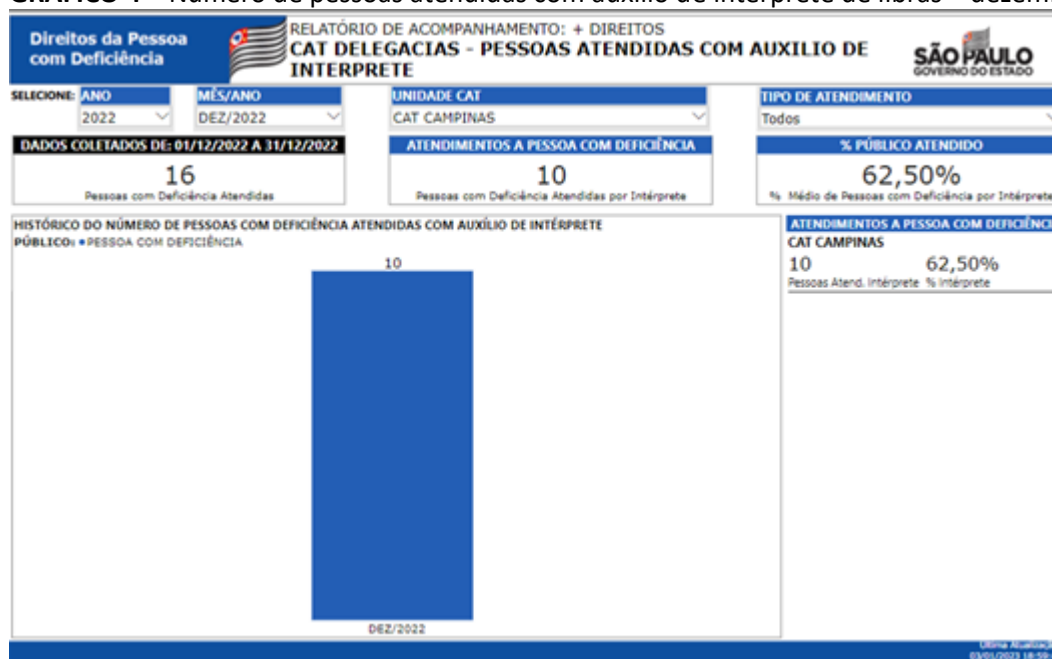 GRÁFICO 4 – Número de pessoas atendidas com auxílio de intérprete de libras –
Direitos da Pessoa
com Deficiência
RELATÓRIO DE ACOMPANHAMENTO: + DIREITOS
CAT DELEGACIAS - PESSOAS ATENDIDAS COM AUXILIO DE
INTERPRETE
SÃO PAULO
GOVERNO DO ESTADO
SELECIONE:
ANO
2022
MÊS/ANO
DEZ/2022
UNIDADE CAT
CAT CAMPINAS
TIPO DE ATENDIMENTO
Todos
DADOS COLETADOS DE: 01/12/2022 A 31/12/2022
16
Pessoas com Deficiência Atendidas
ATENDIMENTOS A PESSOA COM DEFICIÊNCIA
10
Pessoas com Deficiência Atendidas por Intérprete
% PÚBLICO ATENDIDO
62,50%
% Médio de Pessoas com Deficiência por Intérprete
HISTÓRICO DO NÚMERO DE PESSOAS COM DEFICIÊNCIA ATENDIDAS COM AUXÍLIO DE INTÉRPRETE
PÚBLICO: PESSOA COM DEFICIÊNCIA
10
DEZ/2022
ATENDIMENTOS A PESSOA COM
CAT CAMPINAS
10 62,50%
Pessoas Atend. Intérprete % Intérprete
Última
03/01/2023